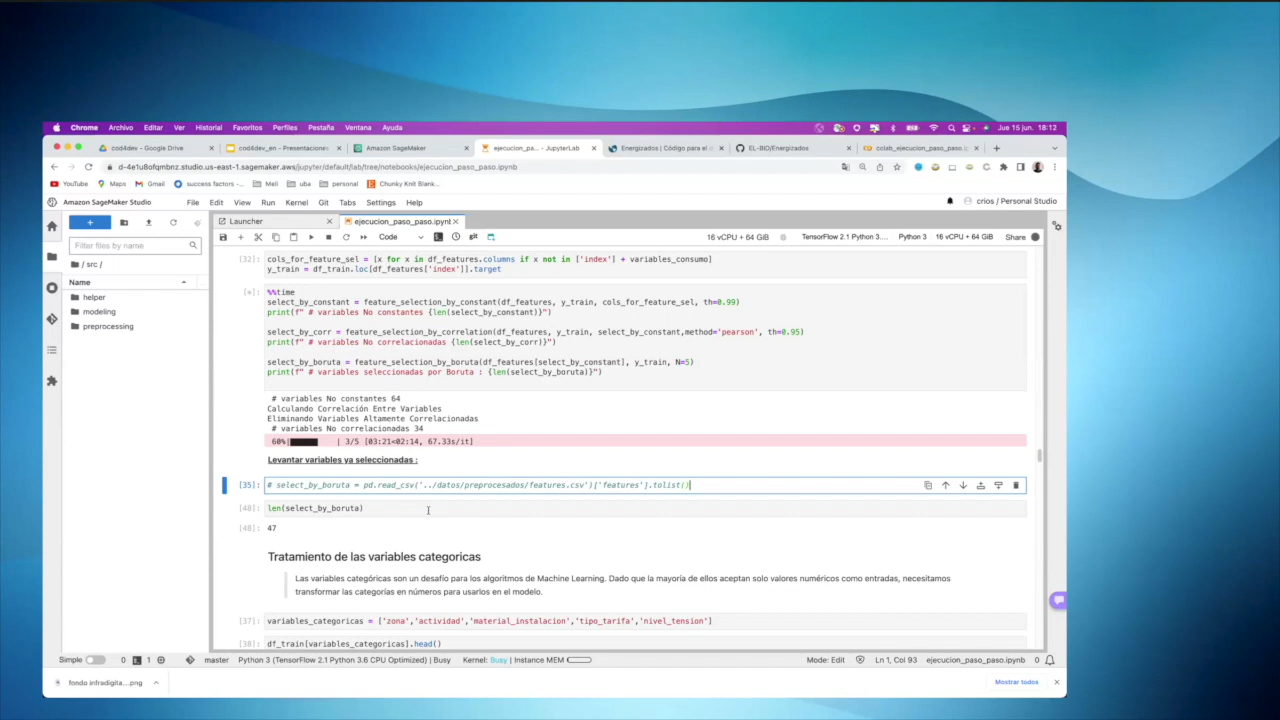 Chrome Archivo Editar Ver Historial Favoritos Perfiles Pestaña Ventana Ayuda Jue 15 jun. 18:12
cod4dev - Google Drive cod4dev_en - Presentaciones Amazon SageMaker ejecucion_pa... - JupyterLab Energizados | Código para el d EL-BID/Energizados colab_ejecucion_paso_paso.ip
d-4e1u8ofqmbnz.studio.us-east-1.sagemaker.aws/jupyter/default/lab/tree/notebooks/ejecucion_paso_paso.ipynb
YouTube Maps Gmail success factors -... Meli uba personal Chunky Knit Blank...
Amazon SageMaker Studio File Edit View Run Kernel Git Tabs Settings Help crios / Personal Studio
Launcher ejecucion_paso_paso.ipynb
Code git 16 vCPU + 64 GiB TensorFlow 2.1 Python 3.... Python 3 16 vCPU + 64 GiB Share
Filter files by name
/ src /
Name
helper
modeling
preprocessing
[32]: cols_for_feature_sel = [x for x in df_features.columns if x not in ['index'] + variables_consumo]
y_train = df_train.loc[df_features['index']].target
[*]: %%time
select_by_constant = feature_selection_by_constant(df_features, y_train, cols_for_feature_sel, th=0.99)
print(f" # variables No constantes {len(select_by_constant)}")
select_by_corr = feature_selection_by_correlation(df_features, y_train, select_by_constant,method='pearson', th=0.95)
print(f" # variables No correlacionadas {len(select_by_corr)}")
select_by_boruta = feature_selection_by_boruta(df_features[select_by_constant], y_train, N=5)
print(f" # variables seleccionadas por Boruta : {len(select_by_boruta)}")
# variables No constantes 64
Calculando Correlación Entre Variables
Eliminando Variables Altamente Correlacionadas
# variables No correlacionadas 34
60%| | 3/5 [03:21<02:14, 67.33s/it]
Levantar variables ya seleccionadas :
[35]: # select_by_boruta = pd.read_csv('../datos/preprocesados/features.csv')['features'].tolist()
[48]: len(select_by_boruta)
[48]: 47
Tratamiento de las variables categoricas
Las variables categóricas son un desafío para los algoritmos de Machine Learning. Dado que la mayoría de ellos aceptan solo valores numéricos como entradas, necesitamos
transformar las categorías en números para usarlos en el modelo.
[37]: variables_categoricas = ['zona','actividad','material_instalacion','tipo_tarifa','nivel_tension']
[38]: df_train[variables_categoricas].head()
Simple 0 1 master Python 3 (TensorFlow 2.1 Python 3.6 CPU Optimized) | Busy Kernel: Busy | Instance MEM Mode: Edit Ln 1, Col 93 ejecucion_paso_paso.ipynb 0
fondo infradigita....png Mostrar todos